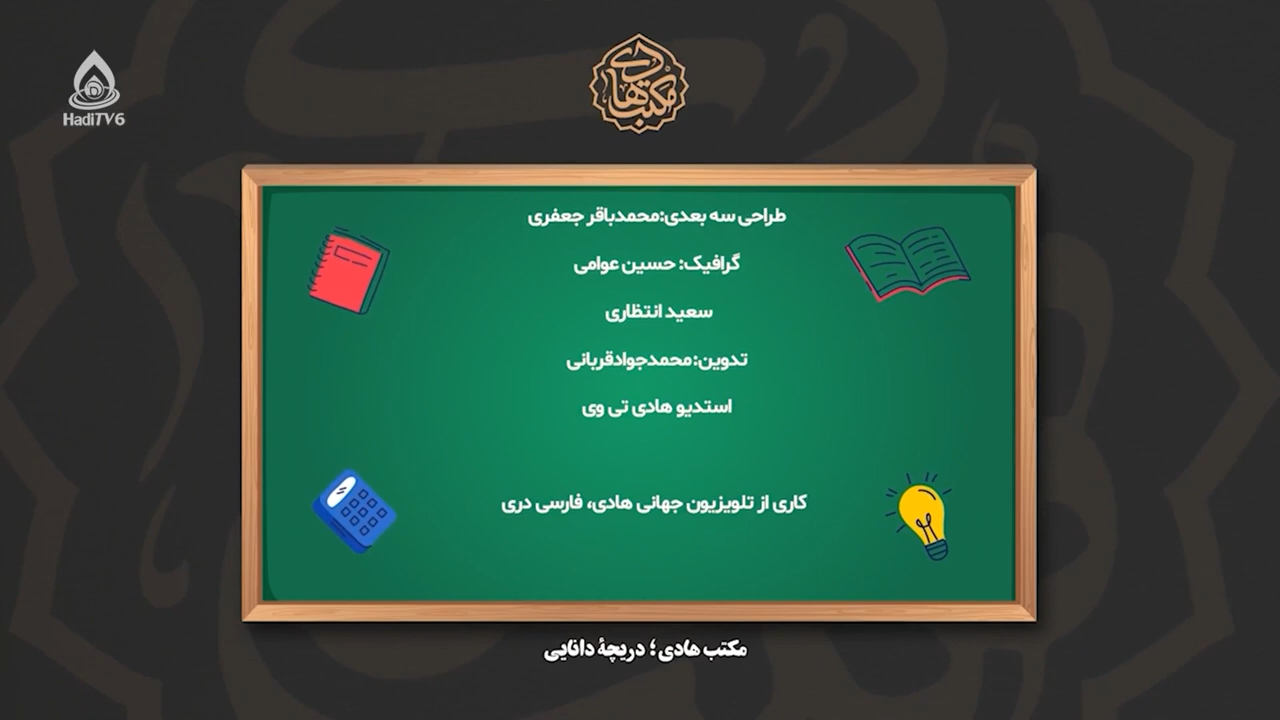 HadiTV6
مکتب هادی
طراحی سه بعدی:محمدباقر جعفری
گرافیک: حسین عوامی
سعید انتظاری
تدوین:محمدجوادقربانی
استدیو هادی تی وی
کاری از تلویزیون جهانی هادی، فارسی دری
مکتب هادی؛ دریچهٔ دانایی